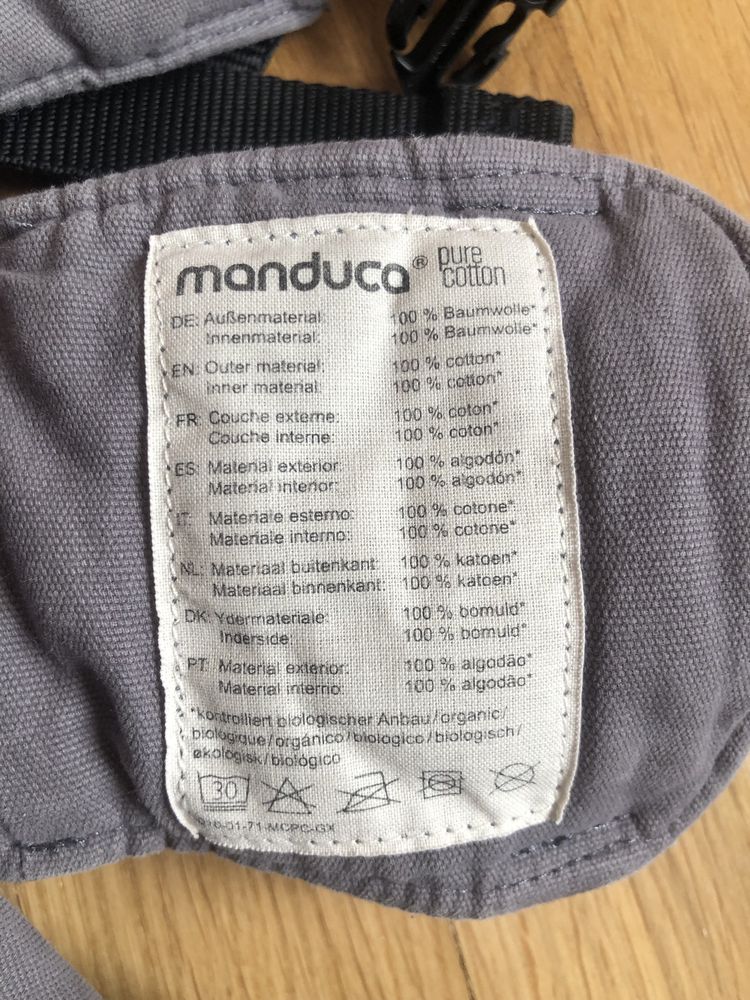 manduca® pure cotton
DE: Außenmaterial: 100 % Baumwolle*
Innenmaterial: 100 % Baumwolle*
EN: Outer material: 100 % cotton*
Inner material: 100 % cotton*
FR: Couche externe: 100 % coton*
Couche interne: 100 % coton*
ES: Material exterior: 100 % algodón*
Material interior: 100 % algodón*
IT: Materiale esterno: 100 % cotone*
Materiale interno: 100 % cotone*
NL: Materiaal buitenkant: 100 % katoen*
Materiaal binnenkant: 100 % katoen*
DK: Ydermateriale: 100 % bomuld*
Inderside: 100 % bomuld*
PT: Material exterior: 100 % algodão*
Material interno: 100 % algodão*
*kontrolliert biologischer Anbau/organic/
biologique/orgánico/biologico/biologisch/
økologisk/biológico
30